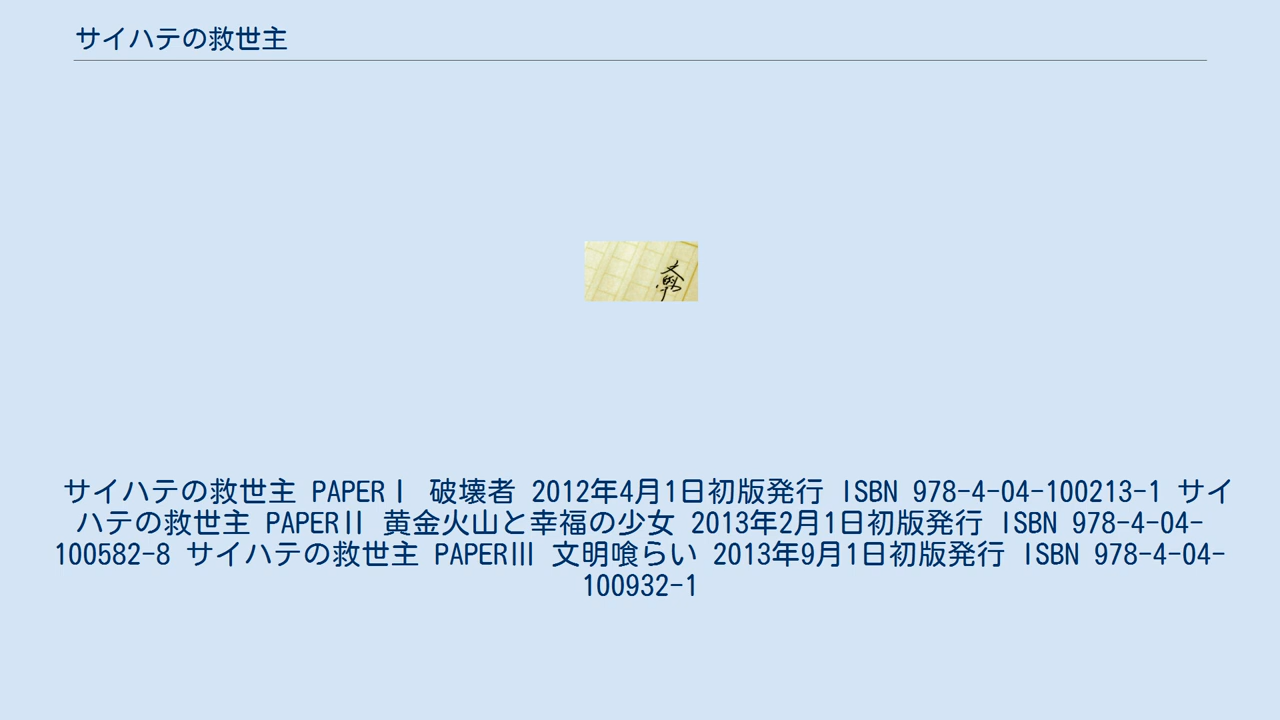 サイハテの救世主
サイハテの救世主 PAPERⅠ 破壊者 2012年4月1日初版発行 ISBN 978-4-04-100213-1 サイ
ハテの救世主 PAPERⅡ 黄金火山と幸福の少女 2013年2月1日初版発行 ISBN 978-4-04-
100582-8 サイハテの救世主 PAPERⅢ 文明喰らい 2013年9月1日初版発行 ISBN 978-4-04-
100932-1